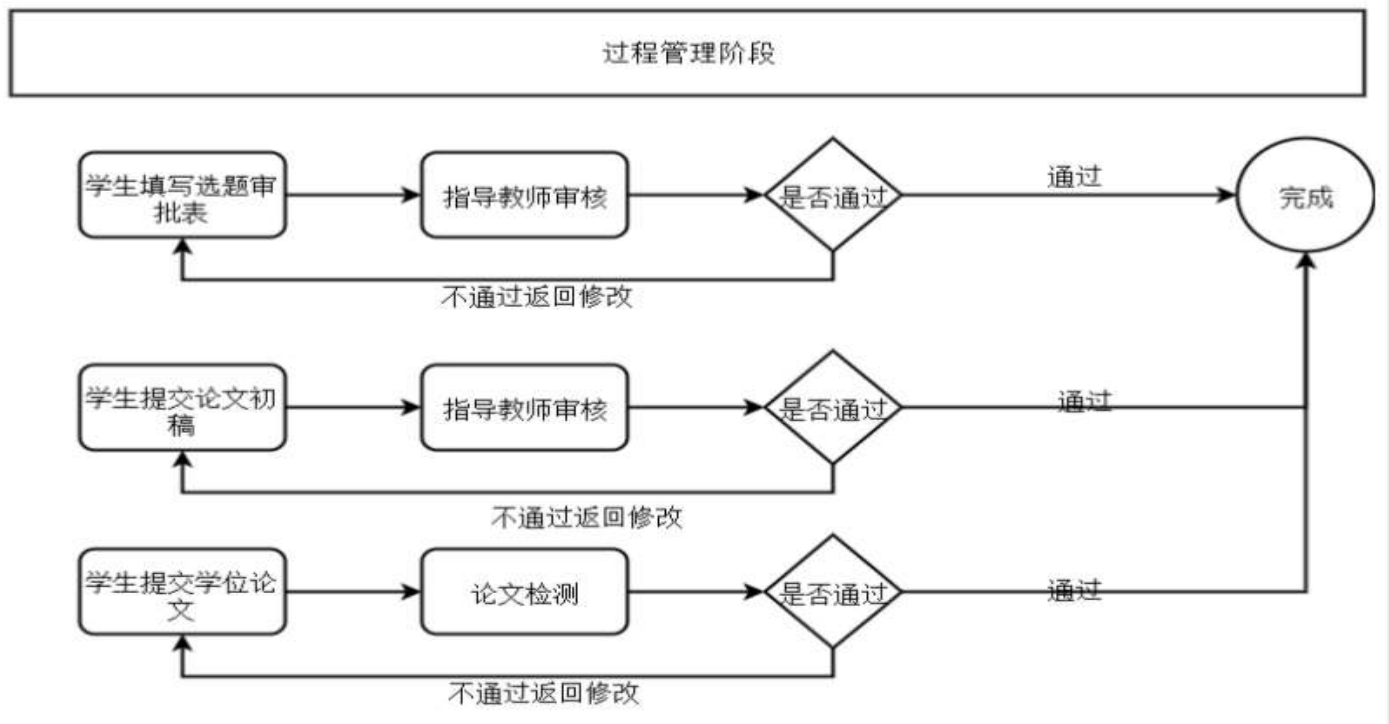 过程管理阶段
学生填写选题审
批表
指导教师审核
是否通过
通过
完成
不通过返回修改
学生提交论文初
稿
指导教师审核
是否通过
通过
不通过返回修改
学生提交学位论
文
论文检测
是否通过
通过
不通过返回修改